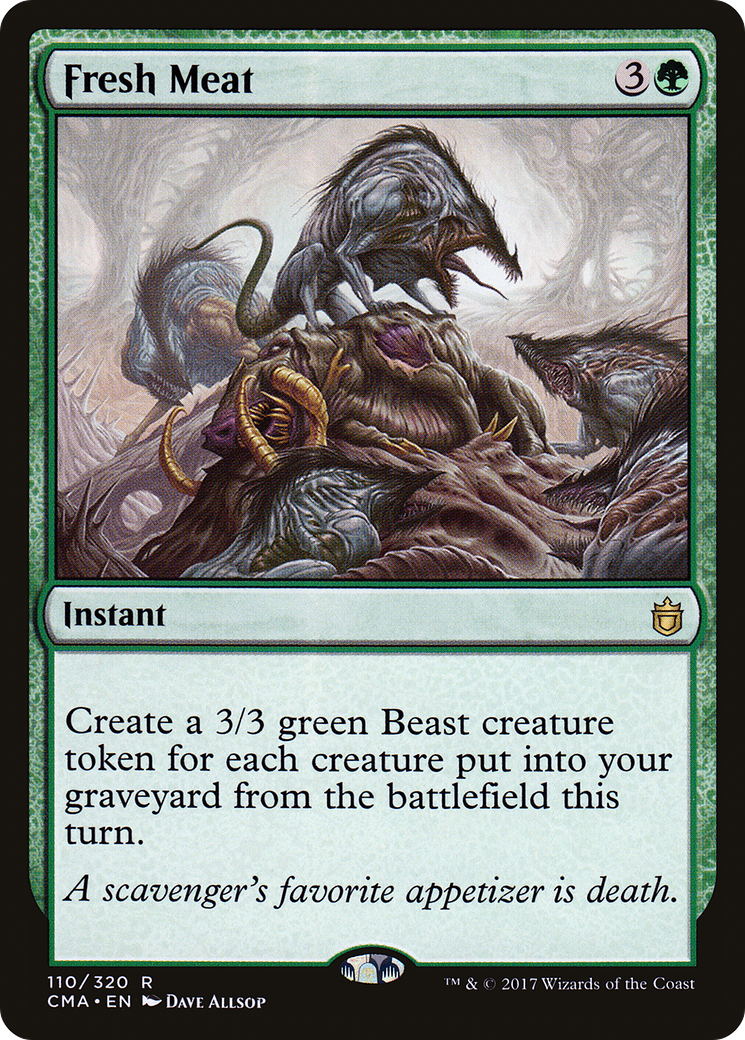 Fresh Meat 3
Instant
Create a 3/3 green Beast creature
token for each creature put into your
graveyard from the battlefield this
turn.
A scavenger's favorite appetizer is death.
110/320 R
CMA • EN Dave Allsop
™ & © 2017 Wizards of the Coast